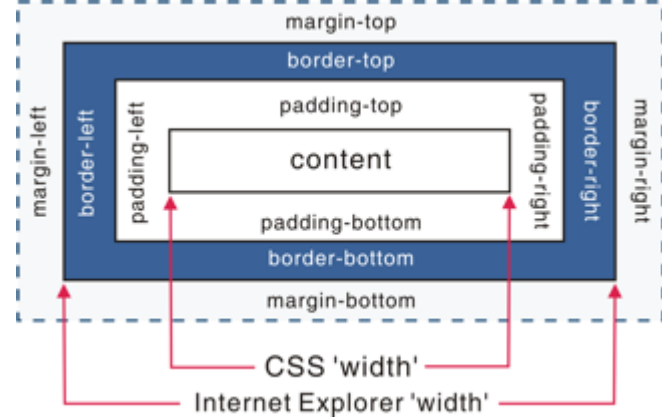 margin-top
border-top
padding-top
margin-left
border-left
padding-left
content
padding-right
border-right
margin-right
padding-bottom
border-bottom
margin-bottom
CSS 'width'
Internet Explorer 'width'